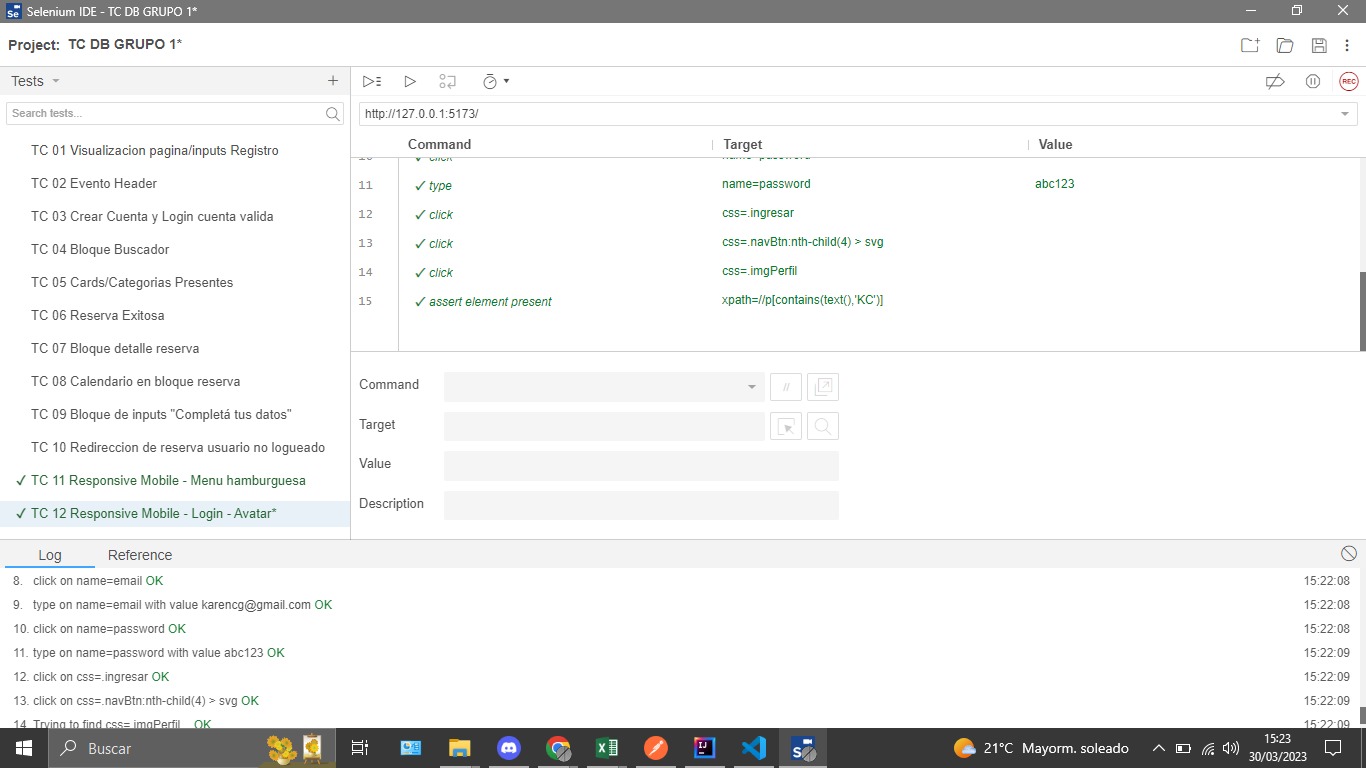 Selenium IDE - TC DB GRUPO 1*
Project: TC DB GRUPO 1*
Tests
Search tests...
TC 01 Visualizacion pagina/inputs Registro
TC 02 Evento Header
TC 03 Crear Cuenta y Login cuenta valida
TC 04 Bloque Buscador
TC 05 Cards/Categorias Presentes
TC 06 Reserva Exitosa
TC 07 Bloque detalle reserva
TC 08 Calendario en bloque reserva
TC 09 Bloque de inputs "Completá tus datos"
TC 10 Redireccion de reserva usuario no logueado
✓ TC 11 Responsive Mobile - Menu hamburguesa
✓ TC 12 Responsive Mobile - Login - Avatar*
REC
http://127.0.0.1:5173/
Command Target Value
10 ✓ click name=password
11 ✓ type name=password abc123
12 ✓ click css=.ingresar
13 ✓ click css=.navBtn:nth-child(4) > svg
14 ✓ click css=.imgPerfil
15 ✓ assert element present xpath=//p[contains(text(),'KC')]
Command //
Target
Value
Description
Log Reference
8. click on name=email OK 15:22:08
9. type on name=email with value karencg@gmail.com OK 15:22:08
10. click on name=password OK 15:22:08
11. type on name=password with value abc123 OK 15:22:09
12. click on css=.ingresar OK 15:22:09
13. click on css=.navBtn:nth-child(4) > svg OK 15:22:09
14. Trying to find css=.imgPerfil... OK 15:22:09
Buscar
21°C Mayorm. soleado
15:23
30/03/2023